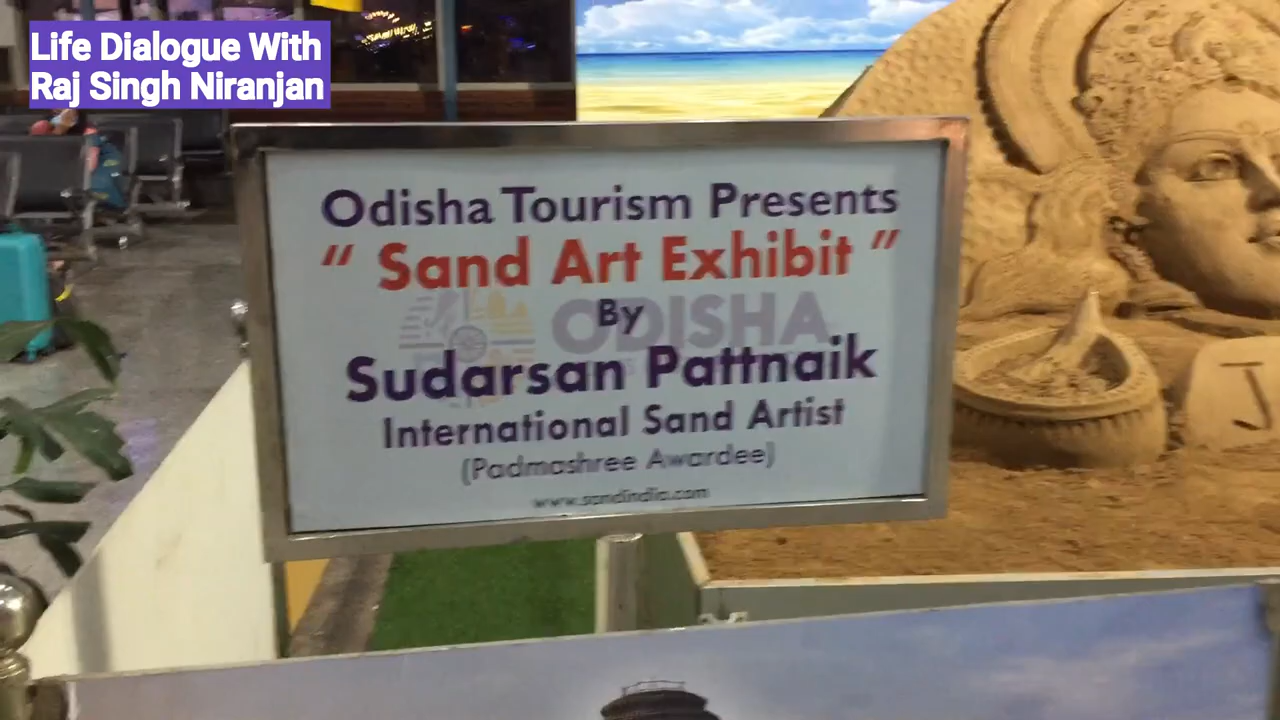 Life Dialogue With
Raj Singh Niranjan
Odisha Tourism Presents
" Sand Art Exhibit "
By
ODISHA
Sudarsan Pattnaik
International Sand Artist
(Padmashree Awardee)
www.sandindia.com
J